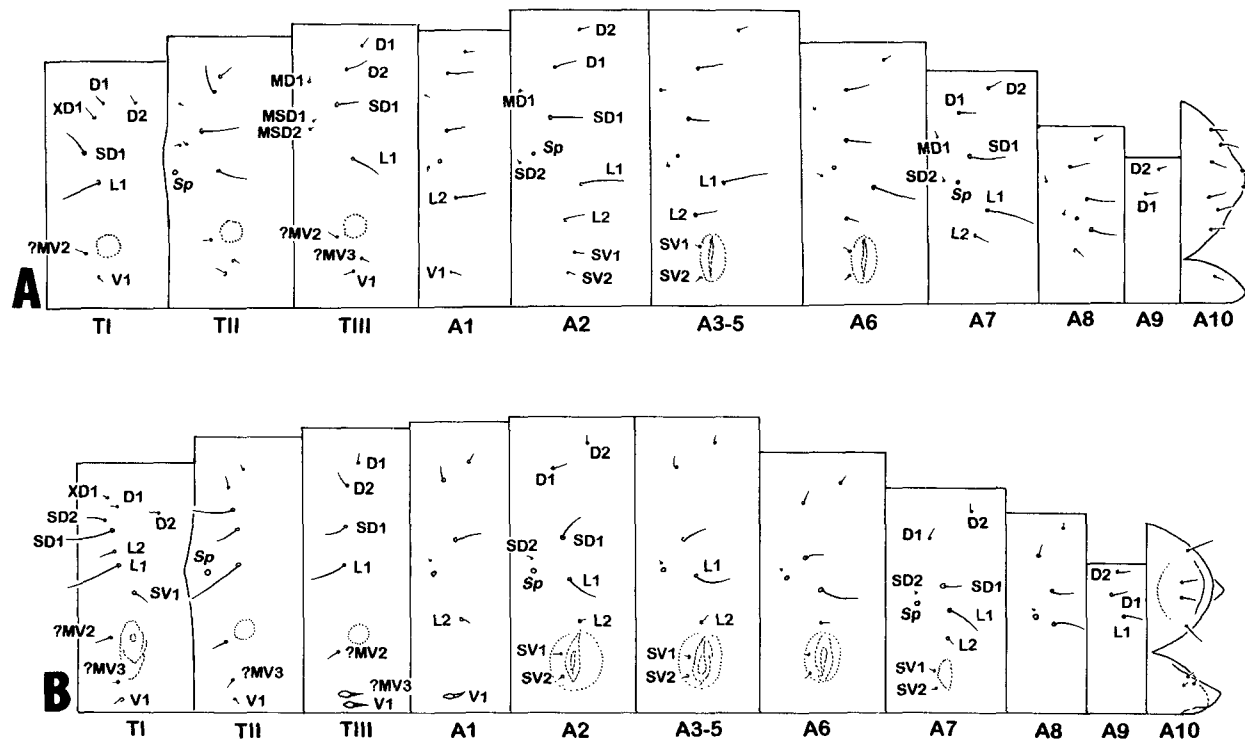 A
D1
XD1
D2
SD1
L1
?MV2
V1
TI
Sp
TII
D1
D2
MD1
SD1
MSD1
MSD2
L1
?MV2
?MV3
V1
TIII
L2
V1
A1
D2
D1
MD1
SD1
Sp
SD2
L1
L2
SV1
SV2
A2
L1
L2
SV1
SV2
A3-5
A6
D1
D2
MD1
SD1
SD2
Sp
L1
L2
A7
A8
D2
D1
A9
A10
B
XD1
D1
SD2
D2
SD1
L2
L1
SV1
?MV2
?MV3
V1
TI
Sp
?MV3
V1
TII
D1
D2
SD1
L1
?MV2
?MV3
V1
TIII
L2
V1
A1
D2
D1
SD2
SD1
Sp
L1
L2
SV1
SV2
A2
L1
L2
SV1
SV2
A3-5
A6
D1
D2
SD2
SD1
Sp
L1
L2
SV1
SV2
A7
A8
D2
D1
L1
A9
A10